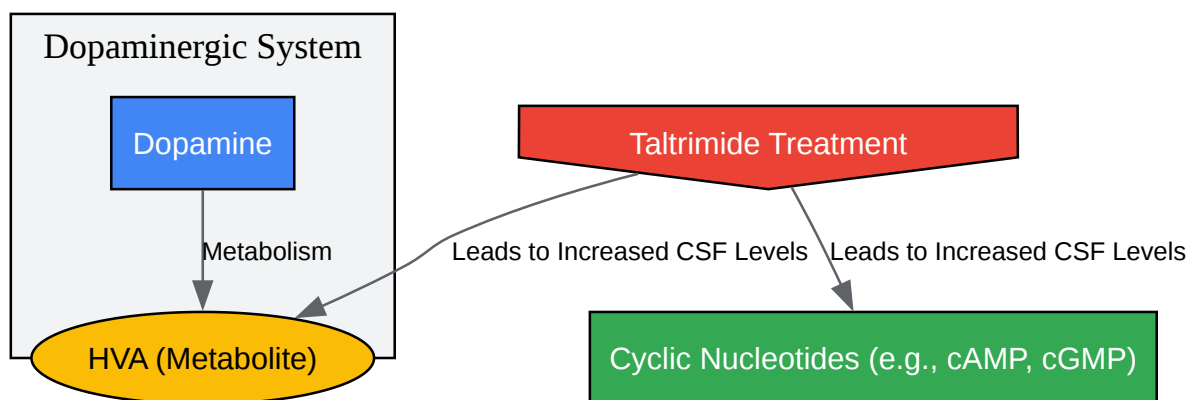 Dopaminergic System
Dopamine
Taltrimide Treatment
Metabolism
Leads to Increased CSF Levels
Leads to Increased CSF Levels
HVA (Metabolite)
Cyclic Nucleotides (e.g., cAMP, cGMP)